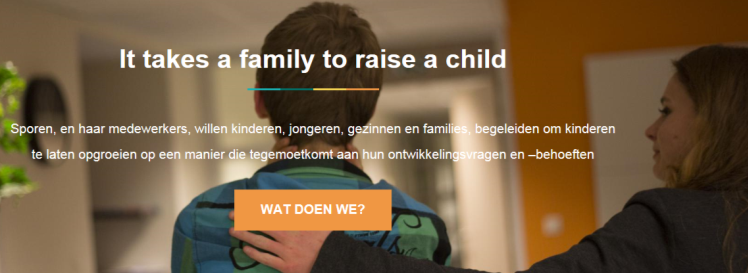 It takes a family to raise a child
Sporen, en haar medewerkers, willen kinderen, jongeren, gezinnen en families, begeleiden om kinderen
te laten opgroeien op een manier die tegemoetkomt aan hun ontwikkelingsvragen en –behoeften
WAT DOEN WE?